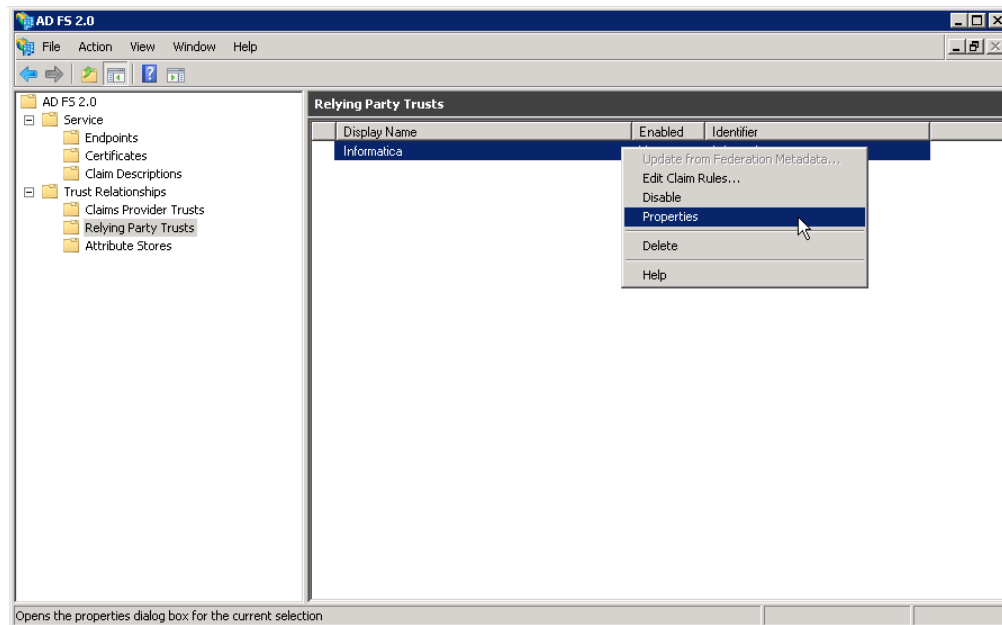 AD FS 2.0
File Action View Window Help
AD FS 2.0
Service
Endpoints
Certificates
Claim Descriptions
Trust Relationships
Claims Provider Trusts
Relying Party Trusts
Attribute Stores
Relying Party Trusts
Display Name Enabled Identifier
Informatica
Update from Federation Metadata...
Edit Claim Rules...
Disable
Properties
Delete
Help
Opens the properties dialog box for the current selection